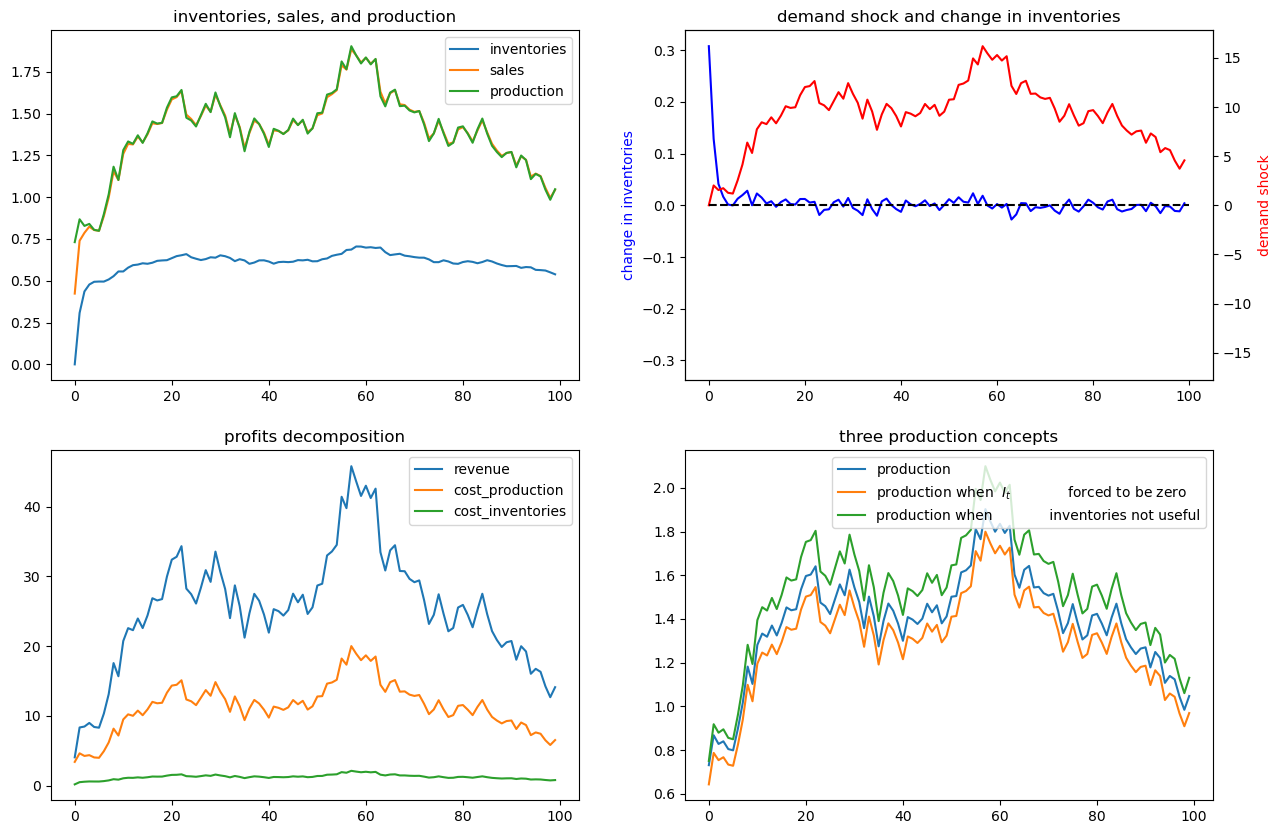 inventories, sales, and production
1.75
1.50
1.25
1.00
0.75
0.50
0.25
0.00
inventories
sales
production
0 20 40 60 80 100
demand shock and change in inventories
change in inventories
0.3
0.2
0.1
0.0
−0.1
−0.2
−0.3
15
10
5
0
−5
−10
−15
demand shock
0 20 40 60 80 100
profits decomposition
40
30
20
10
0
revenue
cost_production
cost_inventories
0 20 40 60 80 100
three production concepts
2.0
1.8
1.6
1.4
1.2
1.0
0.8
0.6
production
production when I_t forced to be zero
production when inventories not useful
0 20 40 60 80 100